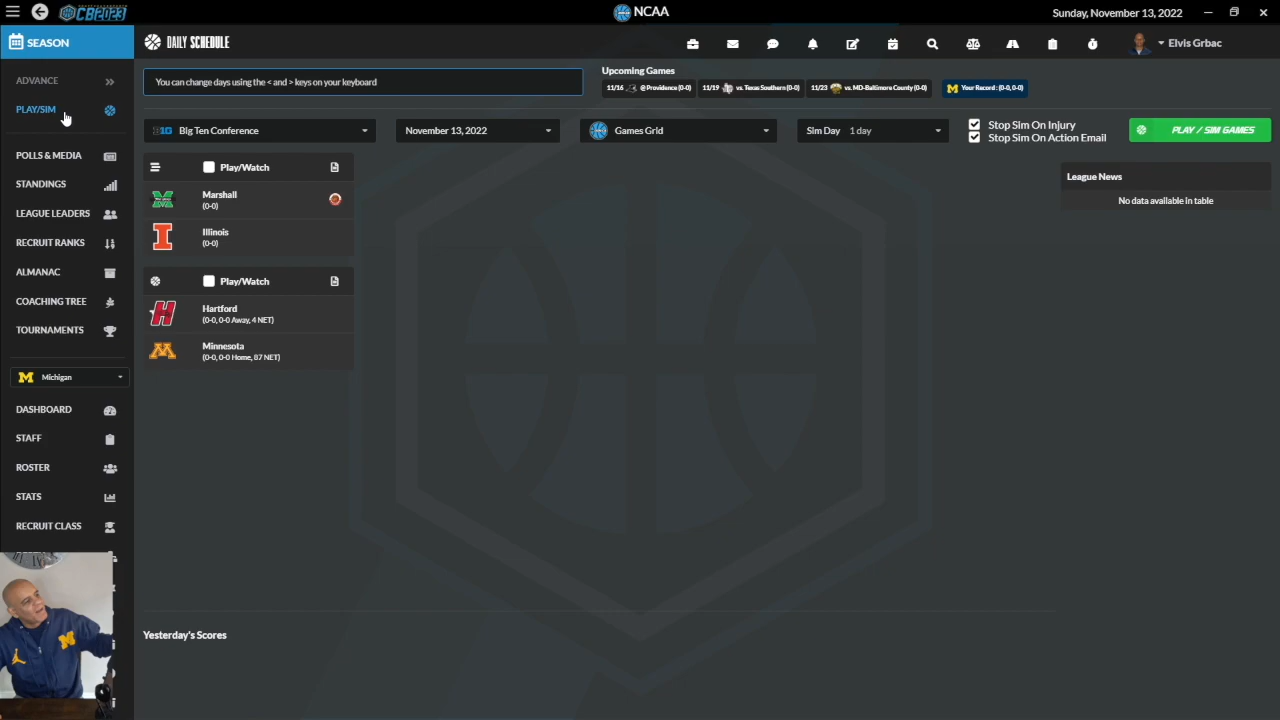 CB2023
NCAA
Sunday, November 13, 2022
SEASON
DAILY SCHEDULE
Elvis Grbac
ADVANCE
PLAY/SIM
POLLS & MEDIA
STANDINGS
LEAGUE LEADERS
RECRUIT RANKS
ALMANAC
COACHING TREE
TOURNAMENTS
Michigan
DASHBOARD
STAFF
ROSTER
STATS
RECRUIT CLASS
You can change days using the < and > keys on your keyboard
Upcoming Games
11/16 @ Providence (0-0)
11/19 vs. Texas Southern (0-0)
11/23 vs. MD-Baltimore County (0-0)
Your Record : (0-0, 0-0)
B1G Big Ten Conference
November 13, 2022
Games Grid
Sim Day 1 day
Stop Sim On Injury
Stop Sim On Action Email
PLAY / SIM GAMES
Play/Watch
Marshall
(0-0)
Illinois
(0-0)
Play/Watch
Hartford
(0-0, 0-0 Away, 4 NET)
Minnesota
(0-0, 0-0 Home, 87 NET)
League News
No data available in table
Yesterday's Scores